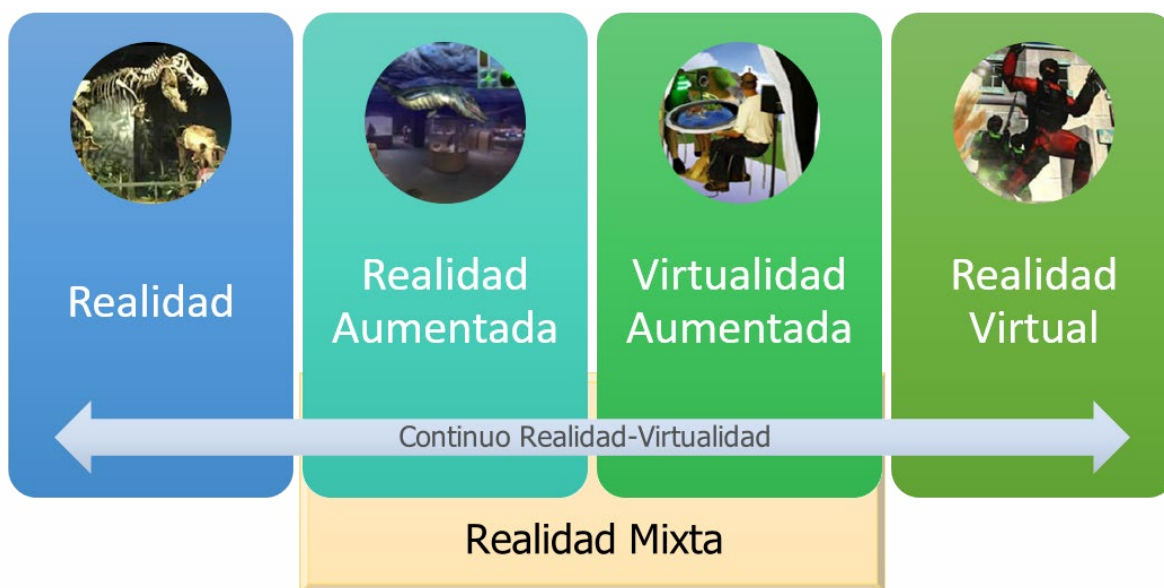 Realidad
Realidad
Aumentada
Virtualidad
Aumentada
Realidad
Virtual
Continuo Realidad-Virtualidad
Realidad Mixta